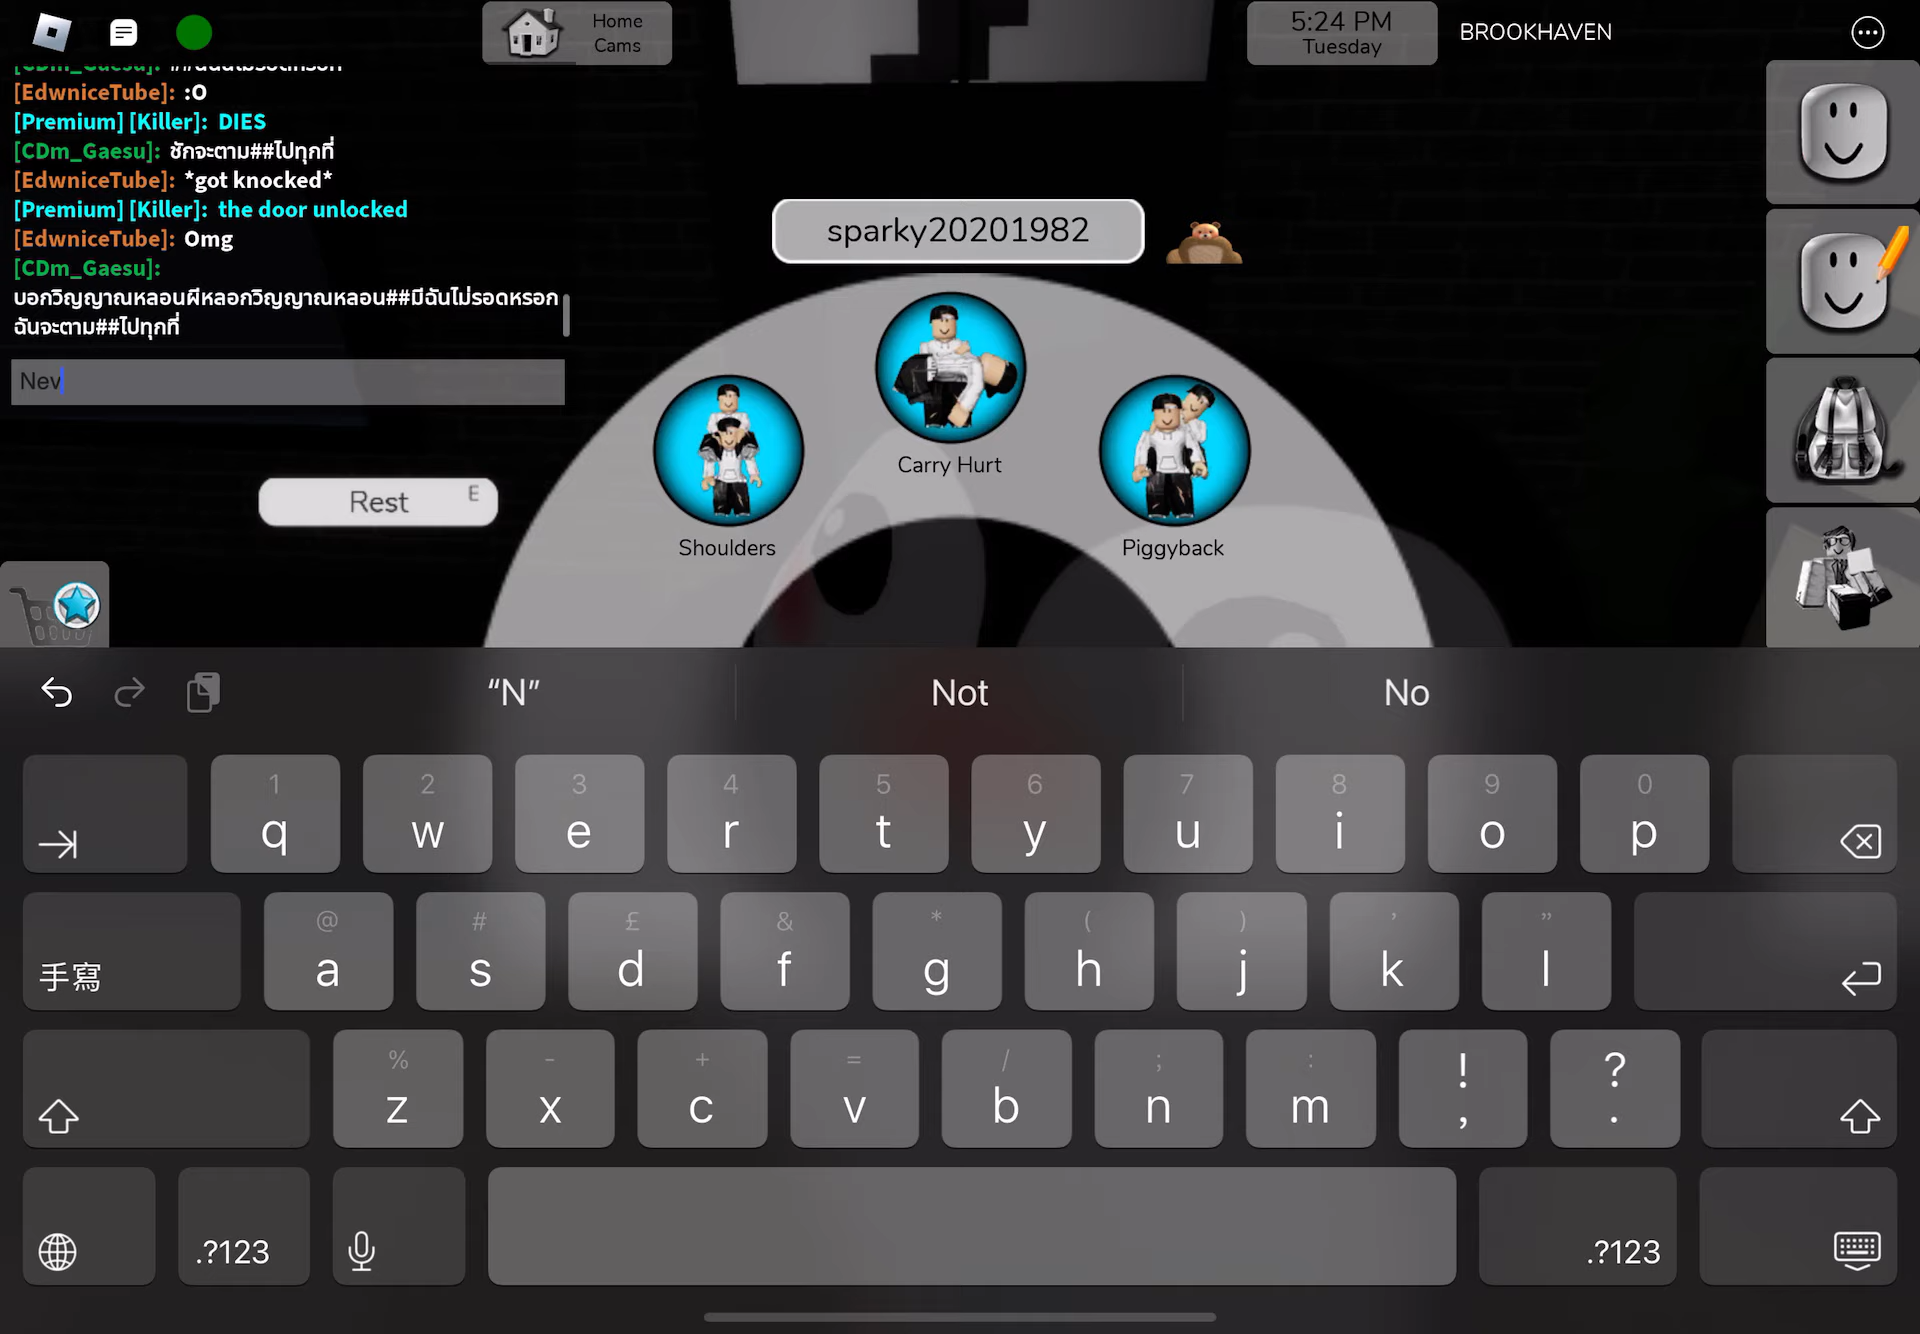 Home
Cams
5:24 PM
Tuesday
BROOKHAVEN
[EdwniceTube]: :O
[Premium] [Killer]: DIES
[CDm_Gaesu]: ชักจะตาม##ไปทุกที่
[EdwniceTube]: *got knocked*
[Premium] [Killer]: the door unlocked
[EdwniceTube]: Omg
[CDm_Gaesu]:
บอกวิญญาณหลอนผีหลอกวิญญาณหลอน##มีฉันไม่รอดหรอก
ฉันจะตาม##ไปทุกที่
Nev
sparky20201982
Carry Hurt
Shoulders
Piggyback
Rest E
“N” Not No
1 2 3 4 5 6 7 8 9 0
q w e r t y u i o p
@ # £ & * ( ) ’ ”
手寫 a s d f g h j k l
% - + = / ; : ! ?
z x c v b n m , .
.?123 .?123